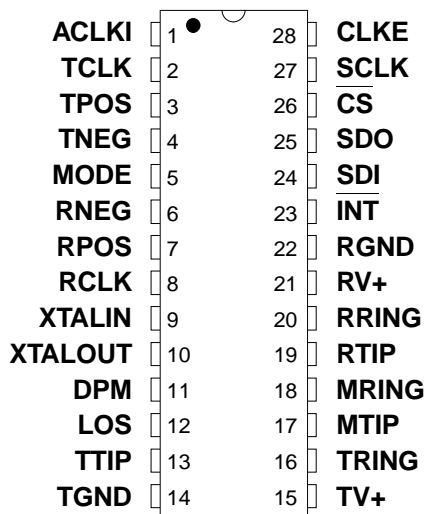 ACLKI 1 28 CLKE
TCLK 2 27 SCLK
TPOS 3 26 C̅S̅
TNEG 4 25 SDO
MODE 5 24 SDI
RNEG 6 23 I̅N̅T̅
RPOS 7 22 RGND
RCLK 8 21 RV+
XTALIN 9 20 RRING
XTALOUT 10 19 RTIP
DPM 11 18 MRING
LOS 12 17 MTIP
TTIP 13 16 TRING
TGND 14 15 TV+